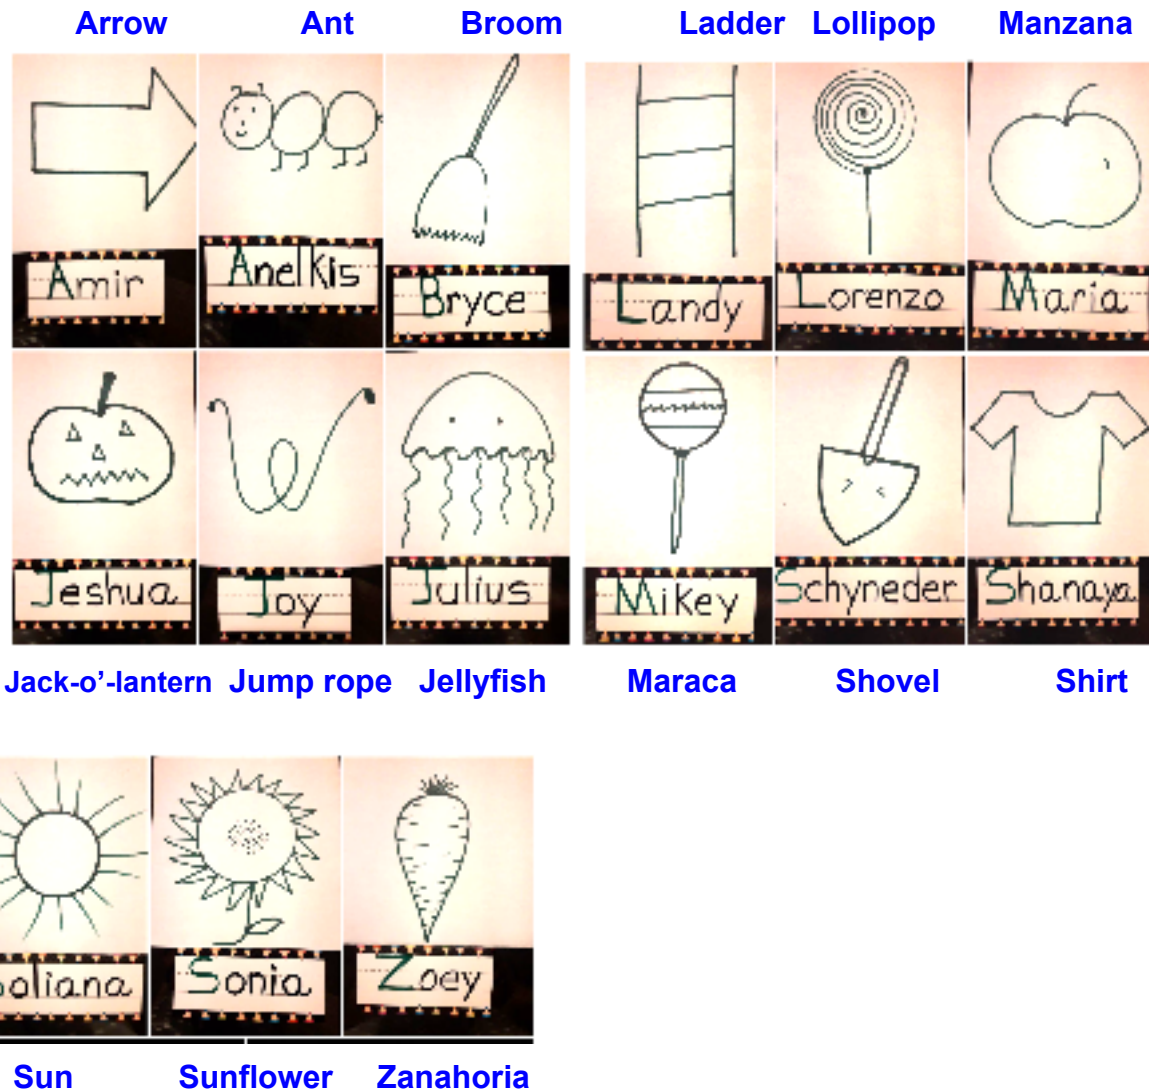 Arrow Ant Broom Ladder Lollipop Manzana
Amir Anelkis Bryce Landy Lorenzo Maria
Jeshua Joy Julius Mikey Schyneder Shanaya
Jack-o'-lantern Jump rope Jellyfish Maraca Shovel Shirt
oliana Sonia Zoey
Sun Sunflower Zanahoria